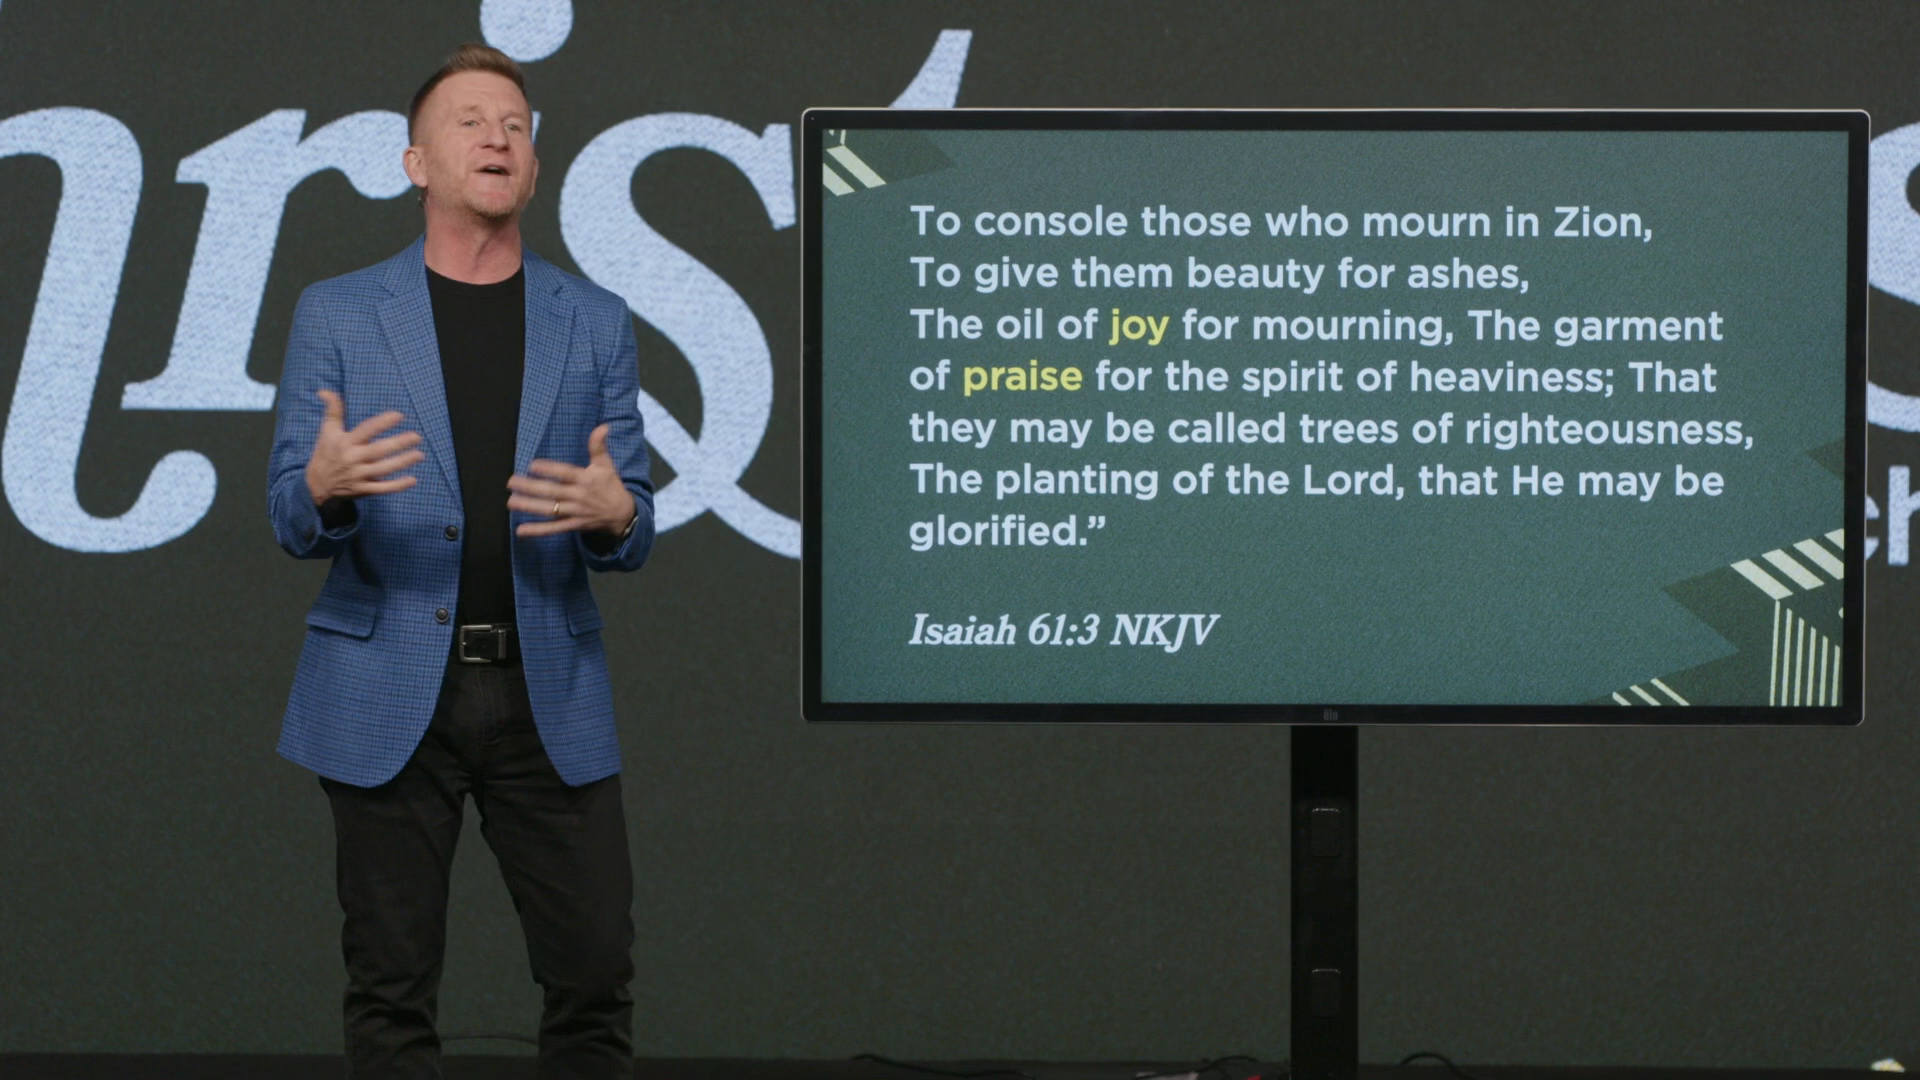 hrist
To console those who mourn in Zion,
To give them beauty for ashes,
The oil of joy for mourning, The garment
of praise for the spirit of heaviness; That
they may be called trees of righteousness,
The planting of the Lord, that He may be
glorified.”
Isaiah 61:3 NKJV
elo